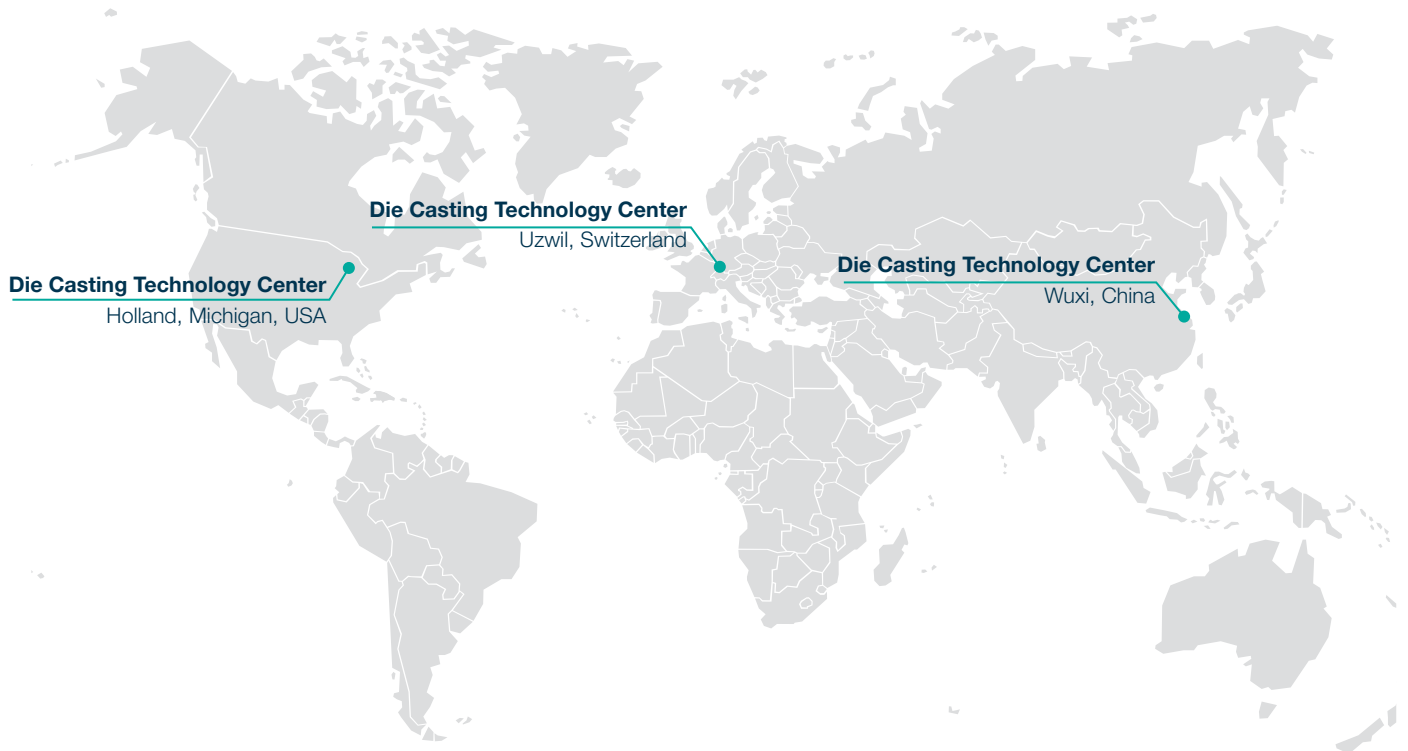 Die Casting Technology Center
Uzwil, Switzerland
Die Casting Technology Center
Wuxi, China
Die Casting Technology Center
Holland, Michigan, USA